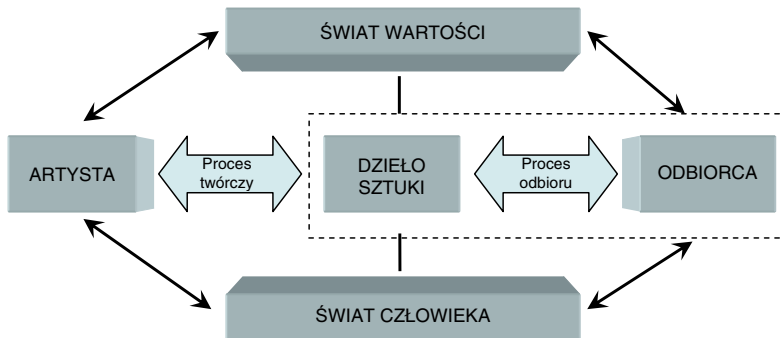 ŚWIAT WARTOŚCI
ARTYSTA
Proces
twórczy
DZIEŁO
SZTUKI
Proces
odbioru
ODBIORCA
ŚWIAT CZŁOWIEKA